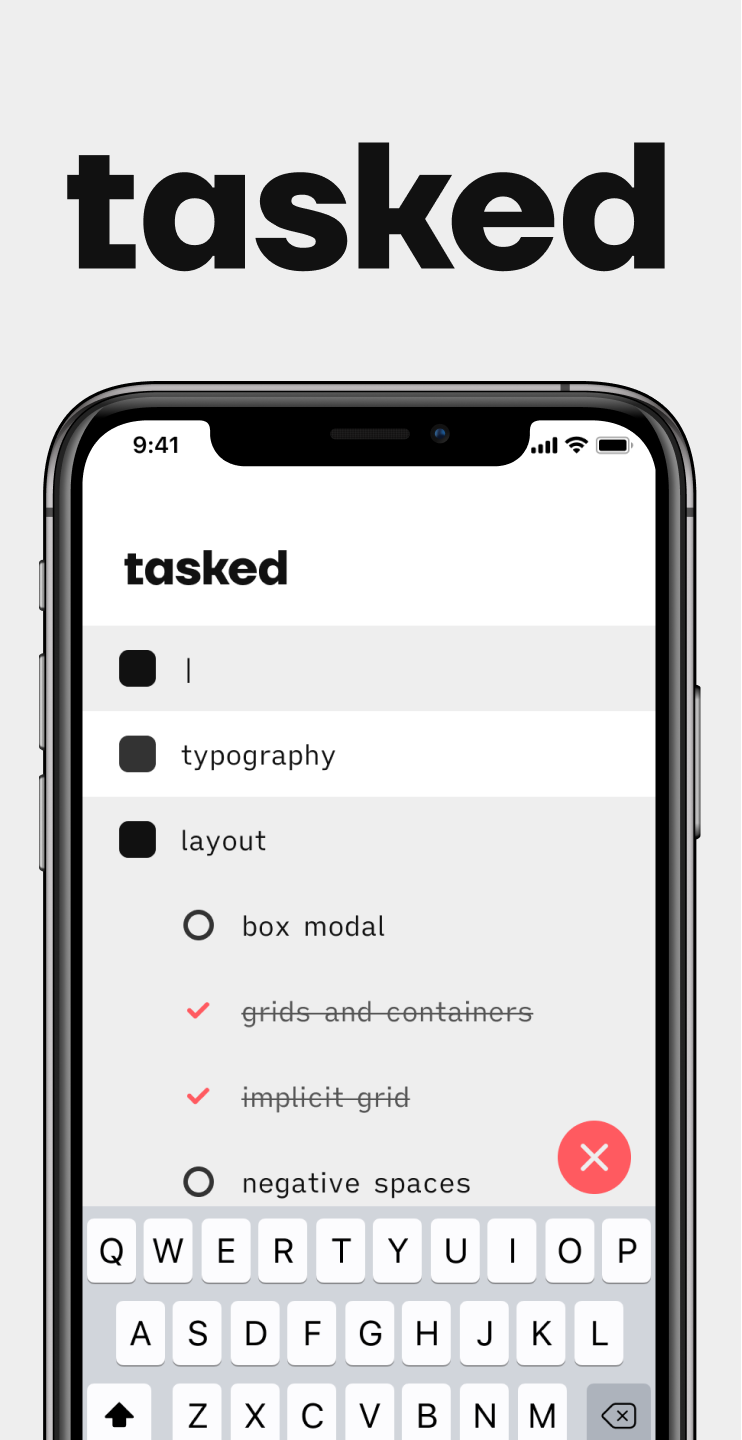 tasked
9:41
tasked
typography
layout
box modal
grids and containers
implicit grid
negative spaces
Q W E R T Y U I O P
A S D F G H J K L
Z X C V B N M